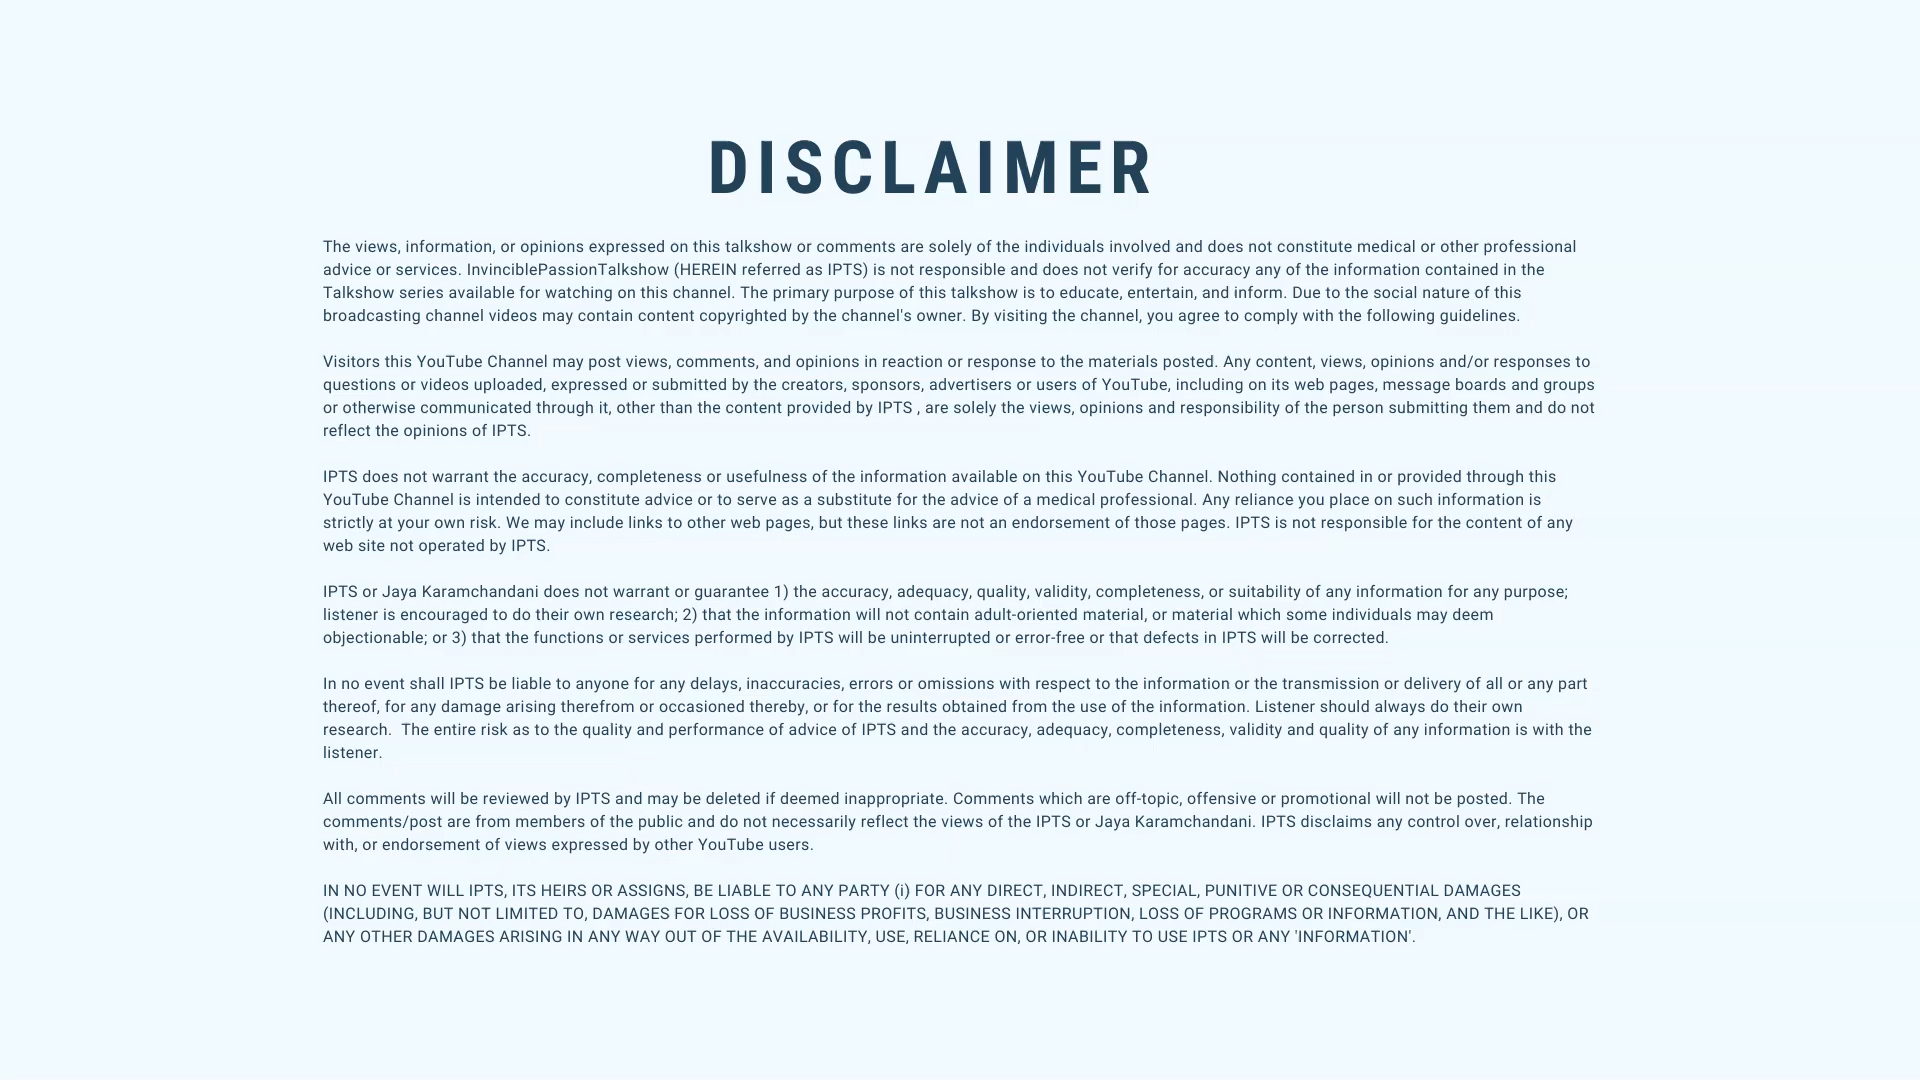 DISCLAIMER
The views, information, or opinions expressed on this talkshow or comments are solely of the individuals involved and does not constitute medical or other professional
advice or services. InvinciblePassionTalkshow (HEREIN referred as IPTS) is not responsible and does not verify for accuracy any of the information contained in the
Talkshow series available for watching on this channel. The primary purpose of this talkshow is to educate, entertain, and inform. Due to the social nature of this
broadcasting channel videos may contain content copyrighted by the channel's owner. By visiting the channel, you agree to comply with the following guidelines.
Visitors this YouTube Channel may post views, comments, and opinions in reaction or response to the materials posted. Any content, views, opinions and/or responses to
questions or videos uploaded, expressed or submitted by the creators, sponsors, advertisers or users of YouTube, including on its web pages, message boards and groups
or otherwise communicated through it, other than the content provided by IPTS , are solely the views, opinions and responsibility of the person submitting them and do not
reflect the opinions of IPTS.
IPTS does not warrant the accuracy, completeness or usefulness of the information available on this YouTube Channel. Nothing contained in or provided through this
YouTube Channel is intended to constitute advice or to serve as a substitute for the advice of a medical professional. Any reliance you place on such information is
strictly at your own risk. We may include links to other web pages, but these links are not an endorsement of those pages. IPTS is not responsible for the content of any
web site not operated by IPTS.
IPTS or Jaya Karamchandani does not warrant or guarantee 1) the accuracy, adequacy, quality, validity, completeness, or suitability of any information for any purpose;
listener is encouraged to do their own research; 2) that the information will not contain adult-oriented material, or material which some individuals may deem
objectionable; or 3) that the functions or services performed by IPTS will be uninterrupted or error-free or that defects in IPTS will be corrected.
In no event shall IPTS be liable to anyone for any delays, inaccuracies, errors or omissions with respect to the information or the transmission or delivery of all or any part
thereof, for any damage arising therefrom or occasioned thereby, or for the results obtained from the use of the information. Listener should always do their own
research.  The entire risk as to the quality and performance of advice of IPTS and the accuracy, adequacy, completeness, validity and quality of any information is with the
listener.
All comments will be reviewed by IPTS and may be deleted if deemed inappropriate. Comments which are off-topic, offensive or promotional will not be posted. The
comments/post are from members of the public and do not necessarily reflect the views of the IPTS or Jaya Karamchandani. IPTS disclaims any control over, relationship
with, or endorsement of views expressed by other YouTube users.
IN NO EVENT WILL IPTS, ITS HEIRS OR ASSIGNS, BE LIABLE TO ANY PARTY (i) FOR ANY DIRECT, INDIRECT, SPECIAL, PUNITIVE OR CONSEQUENTIAL DAMAGES
(INCLUDING, BUT NOT LIMITED TO, DAMAGES FOR LOSS OF BUSINESS PROFITS, BUSINESS INTERRUPTION, LOSS OF PROGRAMS OR INFORMATION, AND THE LIKE), OR
ANY OTHER DAMAGES ARISING IN ANY WAY OUT OF THE AVAILABILITY, USE, RELIANCE ON, OR INABILITY TO USE IPTS OR ANY 'INFORMATION'.